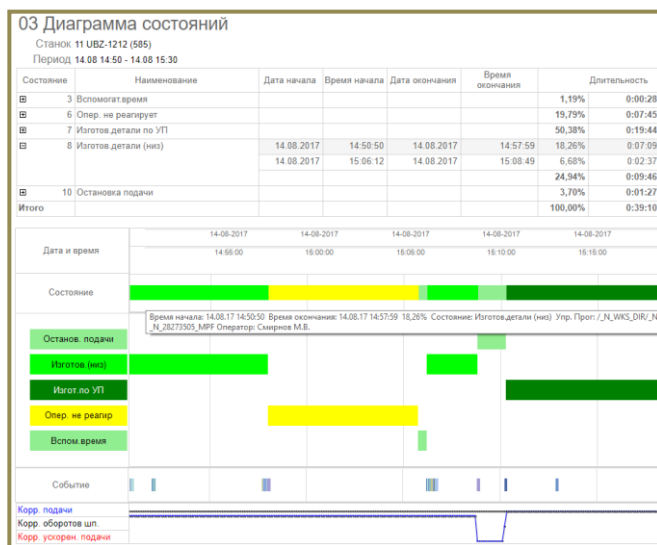 03 Диаграмма состояний
Станок 11 UBZ-1212 (585)
Период 14.08 14:50 - 14.08 15:30
Состояние Наименование Дата начала Время начала Дата окончания Время окончания Длительность
3 Вспомогат.время 1,19% 0:00:28
6 Опер. не реагирует 19,79% 0:07:45
7 Изготов.детали по УП 50,38% 0:19:44
8 Изготов.детали (низ) 14.08.2017 14:50:50 14.08.2017 14:57:59 18,26% 0:07:09
14.08.2017 15:06:12 14.08.2017 15:08:49 6,68% 0:02:37
24,94% 0:09:46
10 Остановка подачи 3,70% 0:01:27
Итого 100,00% 0:39:10
14-08-2017 14-08-2017 14-08-2017 14-08-2017 14-08-2017
Дата и время
14:55:00 15:00:00 15:05:00 15:10:00 15:15:00
Состояние
Время начала: 14.08.17 14:50:50 Время окончания: 14.08.17 14:57:59 18,26% Состояние: Изготов.детали (низ) Упр. Прог: /_N_WKS_DIR/_N
_N_28273505_MPF Оператор: Смирнов М.В.
Останов. подачи
Изготов.(низ)
Изгот.по УП
Опер. не реагир
Вспом.время
Событие
Корр. подачи
Корр. оборотов шп.
Корр. ускорен. подачи